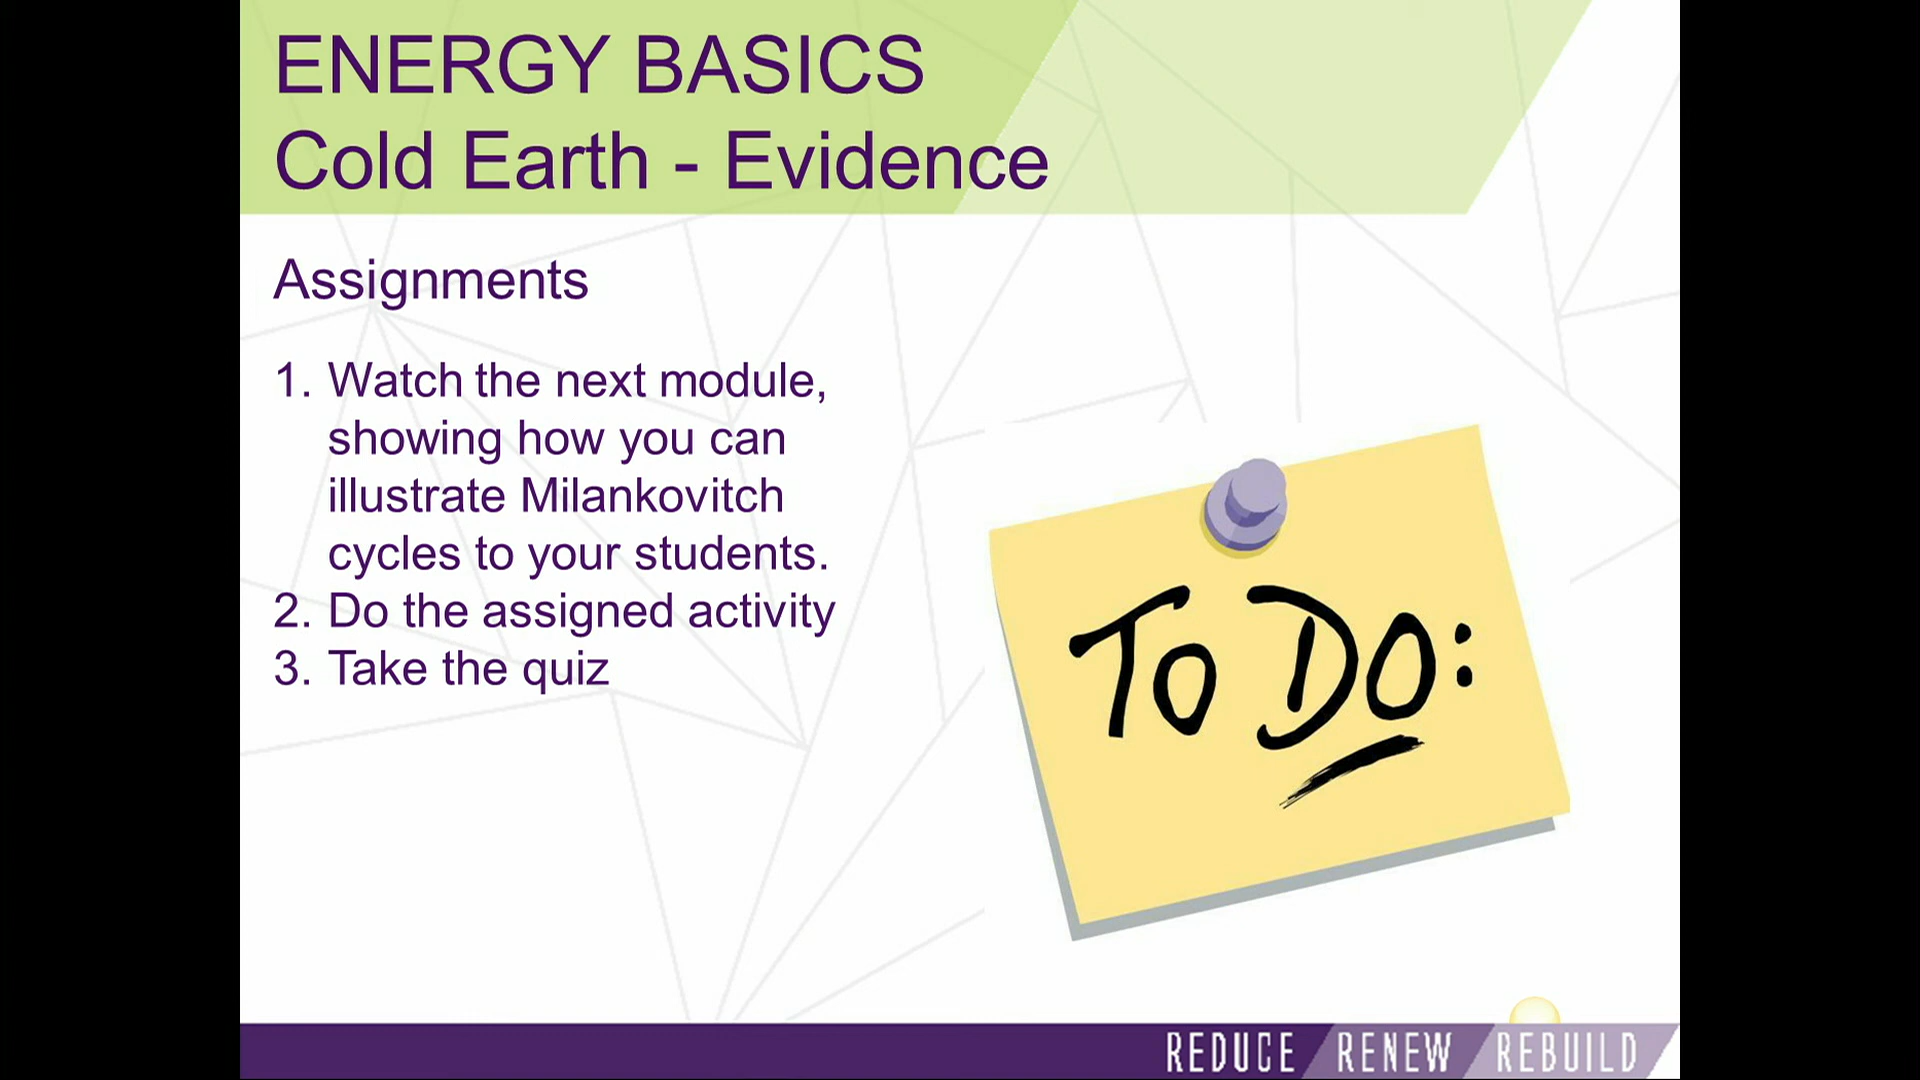 ENERGY BASICS
Cold Earth - Evidence
Assignments
1. Watch the next module,
showing how you can
illustrate Milankovitch
cycles to your students.
2. Do the assigned activity
3. Take the quiz
TO DO:
REDUCE RENEW REBUILD